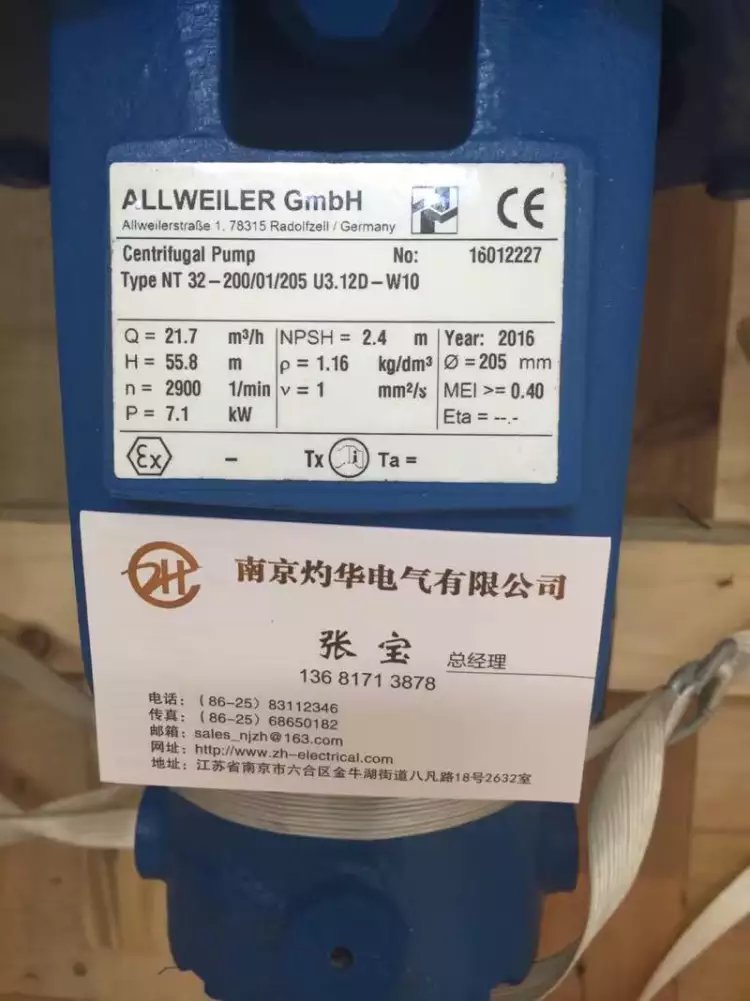 ALLWEILER GmbH
Allweilerstraße 1, 78315 Radolfzell / Germany
CE
Centrifugal Pump No: 16012227
Type NT 32-200/01/205 U3.12D-W10
Q = 21.7 m³/h NPSH = 2.4 m Year: 2016
H = 55.8 m ρ = 1.16 kg/dm³ Ø = 205 mm
n = 2900 1/min ν = 1 mm²/s MEI >= 0.40
P = 7.1 kW Eta = --.-
Ex - Tx i Ta =
ZH 南京灼华电气有限公司
张宝 总经理
136 8171 3878
电话：（86-25）83112346
传真：（86-25）68650182
邮箱：sales_njzh@163.com
网址：http://www.zh-electrical.com
地址：江苏省南京市六合区金牛湖街道八凡路18号2632室